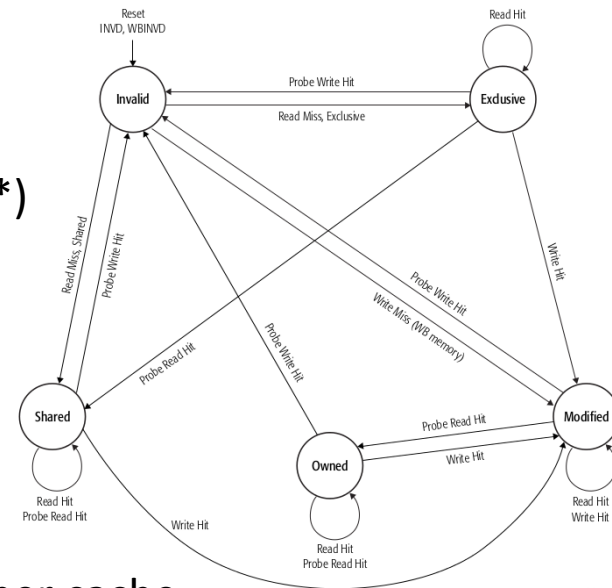 Reset
INVD, WBINVD
Read Hit
Invalid
Probe Write Hit
Exclusive
Read Miss, Exclusive
*)
Read Miss, Shared
Probe Write Hit
Probe Write Hit
Write Miss (WB memory)
Write Hit
Probe Write Hit
Probe Read Hit
Shared
Probe Read Hit
Modified
Owned
Write Hit
Read Hit
Probe Read Hit
Read Hit
Write Hit
Write Hit
Read Hit
Probe Read Hit